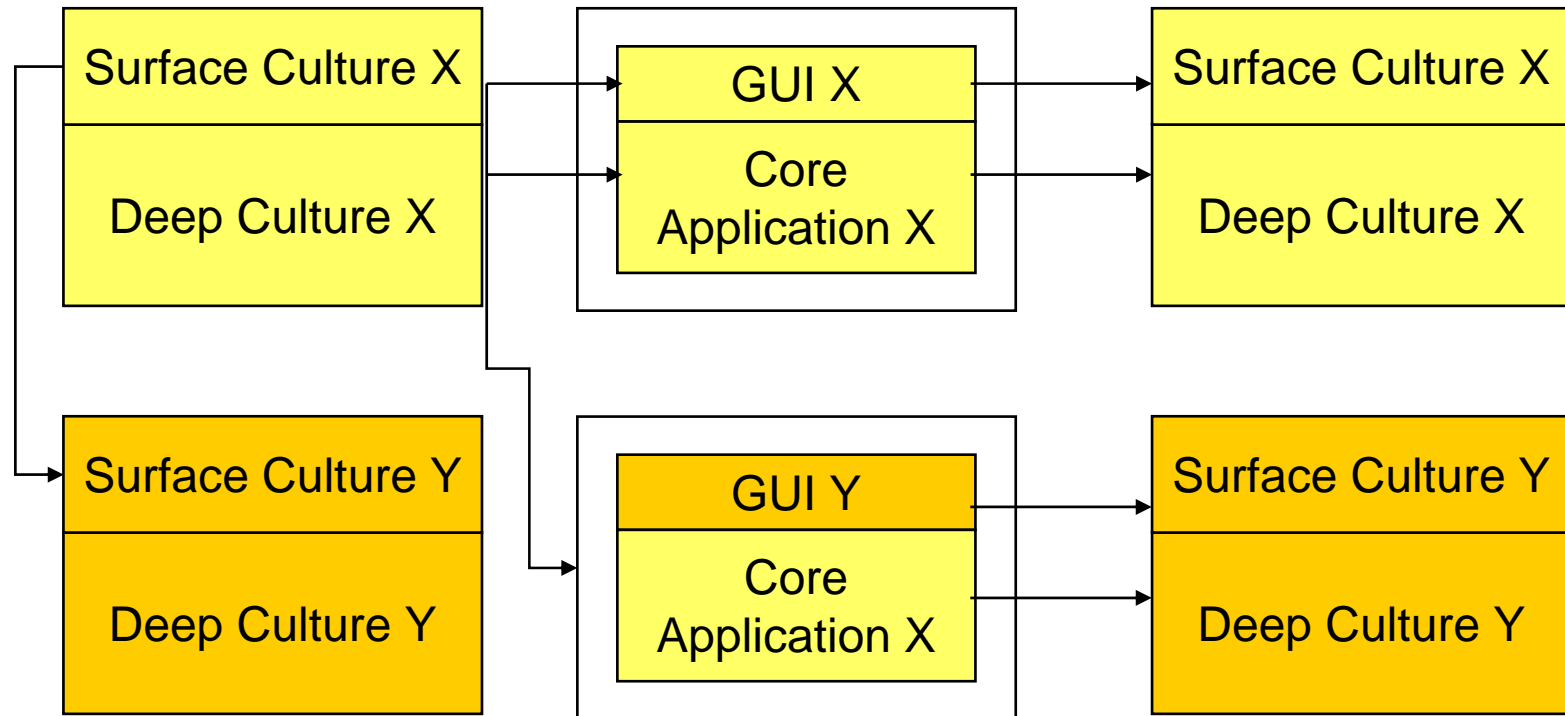 Surface Culture X
Deep Culture X
GUI X
Core
Application X
Surface Culture X
Deep Culture X
Surface Culture Y
Deep Culture Y
GUI Y
Core
Application X
Surface Culture Y
Deep Culture Y